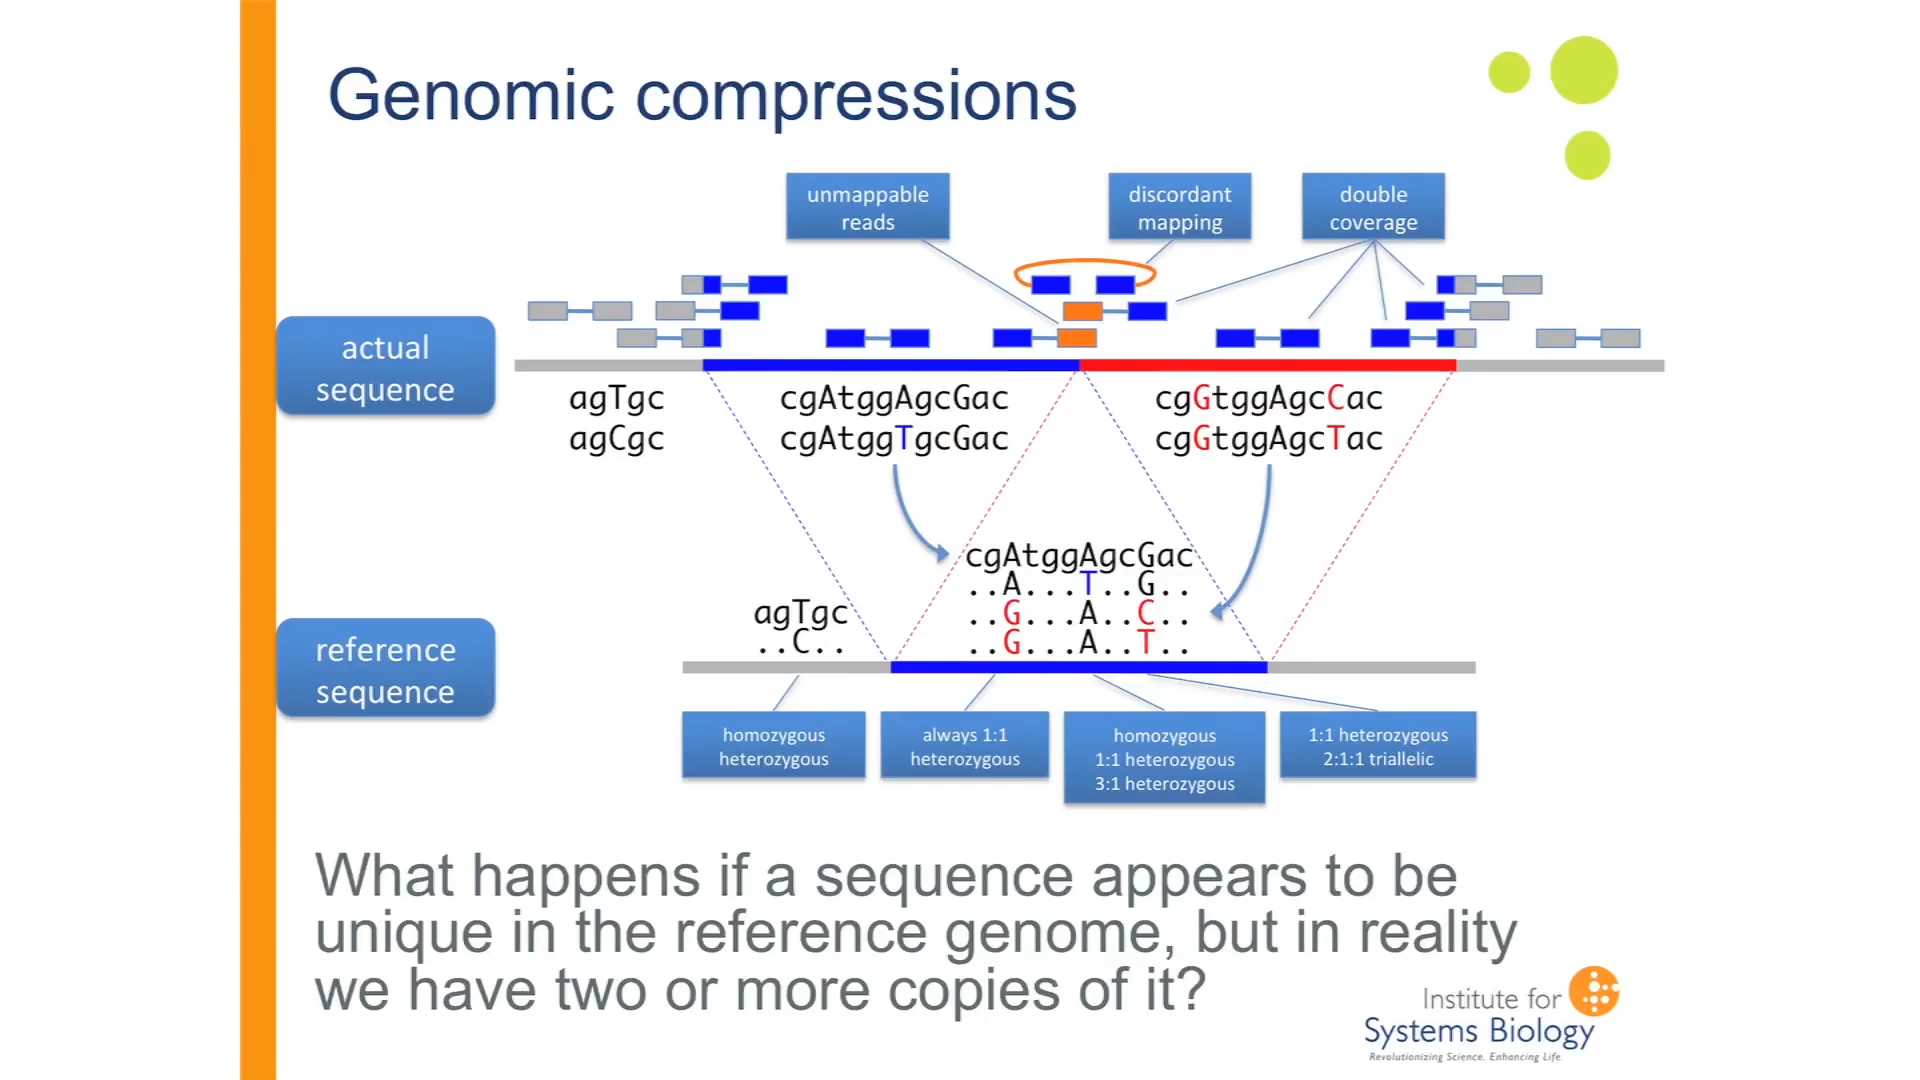 Genomic compressions
unmappable
reads
discordant
mapping
double
coverage
actual
sequence
agTgc
agCgc
cgAtggAgcGac
cgAtggTgcGac
cgGtggAgcCac
cgGtggAgcTac
reference
sequence
agTgc
..C..
cgAtggAgcGac
..A...T..G..
..G...A..C..
..G...A..T..
homozygous
heterozygous
always 1:1
heterozygous
homozygous
1:1 heterozygous
3:1 heterozygous
1:1 heterozygous
2:1:1 triallelic
What happens if a sequence appears to be
unique in the reference genome, but in reality
we have two or more copies of it?
Institute for
Systems Biology
Revolutionizing Science. Enhancing Life.